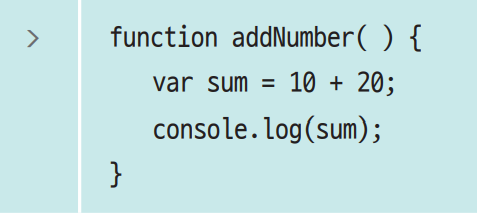 >
function addNumber( ) {
var sum = 10 + 20;
console.log(sum);
}